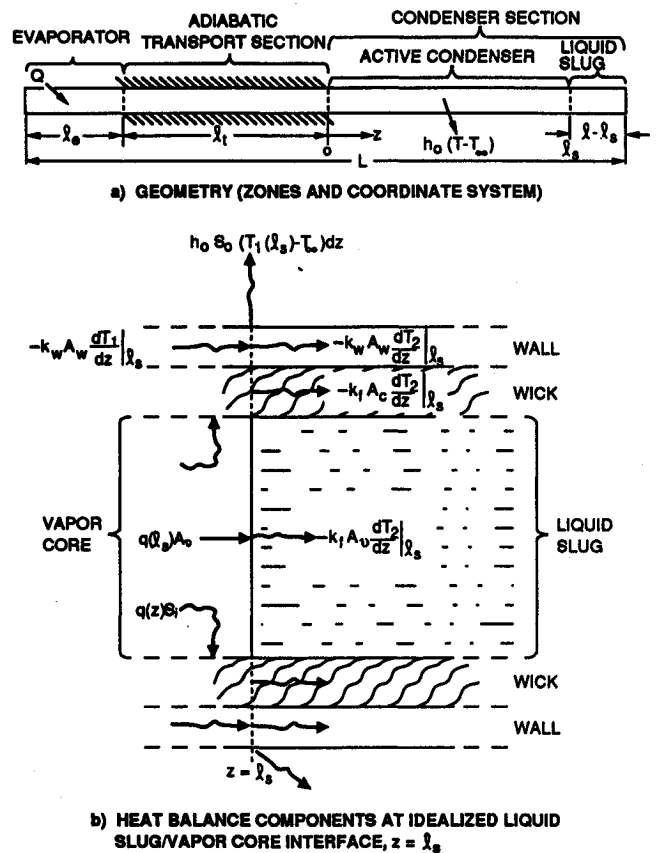 CONDENSER SECTION
ADIABATIC
TRANSPORT SECTION
EVAPORATOR
ACTIVE CONDENSER
LIQUID
SLUG
Q
ℓe
ℓt
o
z
h₀ (T-T∞)
ℓs
ℓ-ℓs
L
a) GEOMETRY (ZONES AND COORDINATE SYSTEM)
h₀ S₀ (T₁(ℓs)-T∞)dz
-kw Aw dT₁/dz|ℓs
-kw Aw dT₂/dz|ℓs
WALL
-kf Ac dT₂/dz|ℓs
WICK
VAPOR
CORE
q(ℓs)Aυ
-kf Aυ dT₂/dz|ℓs
LIQUID
SLUG
q(z)Si
WICK
WALL
z = ℓs
b) HEAT BALANCE COMPONENTS AT IDEALIZED LIQUID
SLUG/VAPOR CORE INTERFACE, z = ℓs